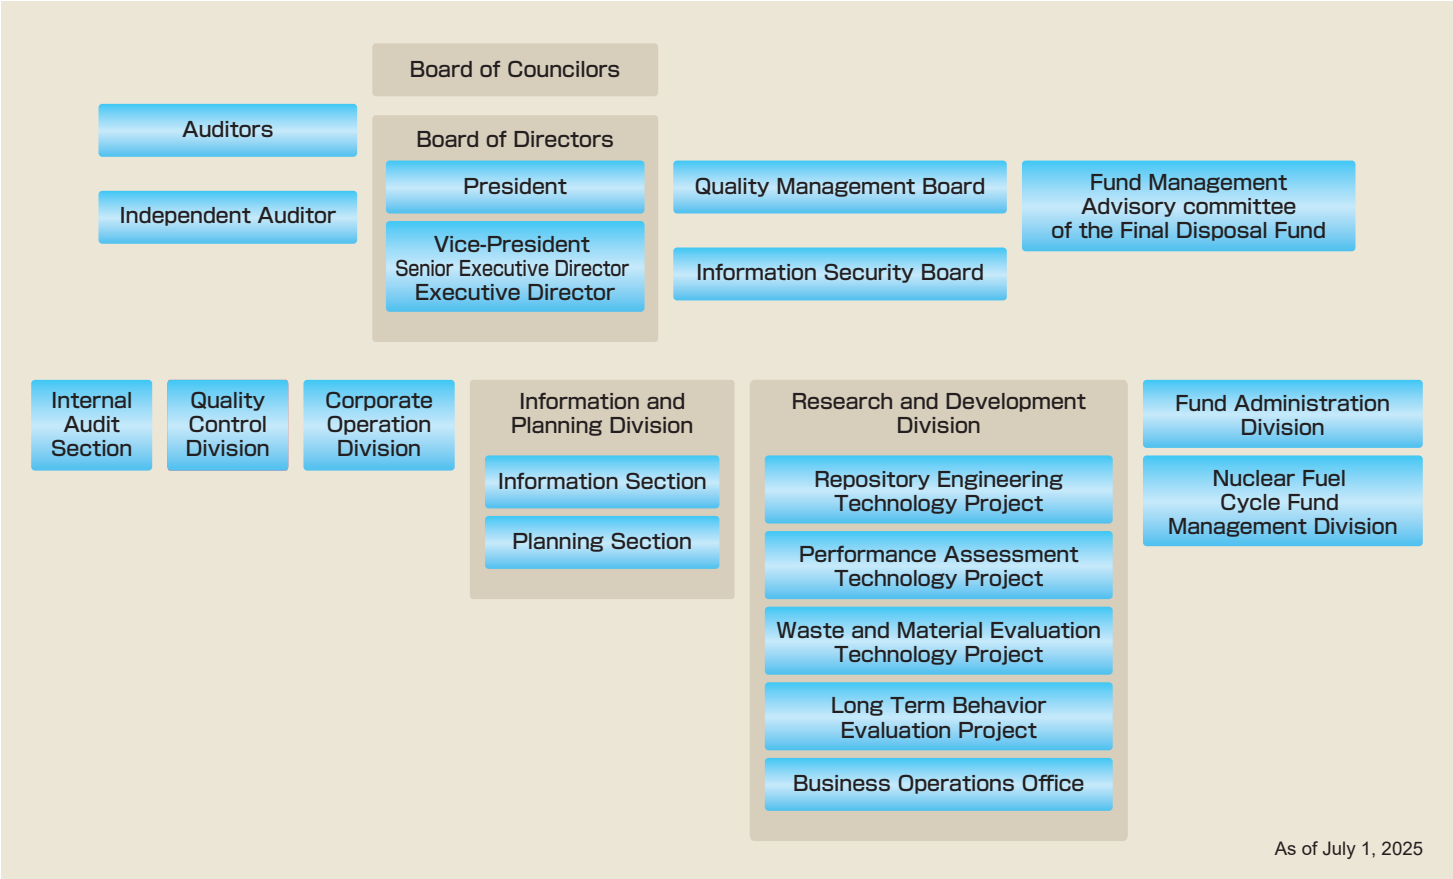 Board of Councilors
Auditors
Independent Auditor
Board of Directors
President
Vice-President
Senior Executive Director
Executive Director
Quality Management Board
Information Security Board
Fund Management
Advisory committee
of the Final Disposal Fund
Internal
Audit
Section
Quality
Control
Division
Corporate
Operation
Division
Information and
Planning Division
Information Section
Planning Section
Research and Development
Division
Repository Engineering
Technology Project
Performance Assessment
Technology Project
Waste and Material Evaluation
Technology Project
Long Term Behavior
Evaluation Project
Business Operations Office
Fund Administration
Division
Nuclear Fuel
Cycle Fund
Management Division
As of July 1, 2025